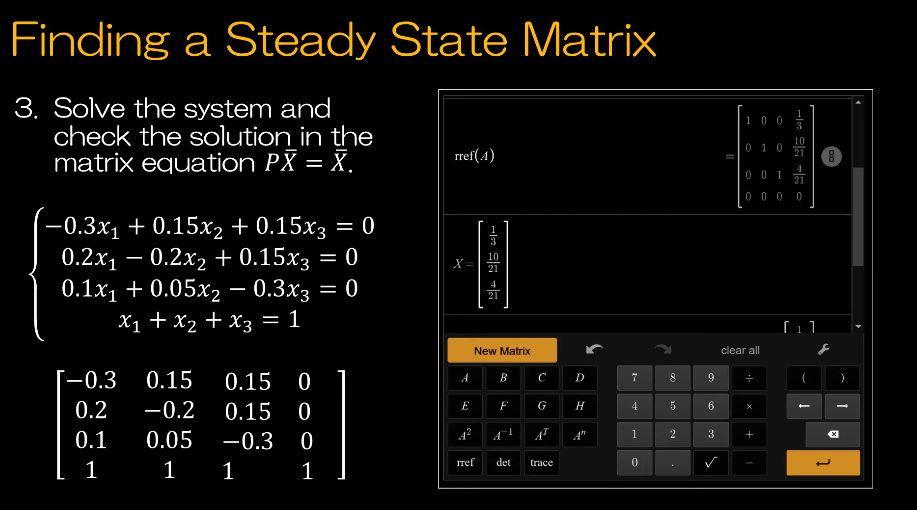 Finding a Steady State Matrix
3. Solve the system and
check the solution in the
matrix equation PX̄ = X̄.
−0.3x₁ + 0.15x₂ + 0.15x₃ = 0
0.2x₁ − 0.2x₂ + 0.15x₃ = 0
0.1x₁ + 0.05x₂ − 0.3x₃ = 0
x₁ + x₂ + x₃ = 1
−0.3 0.15 0.15 0
0.2 −0.2 0.15 0
0.1 0.05 −0.3 0
1 1 1 1
rref(A) =
1 0 0 1/3
0 1 0 10/21
0 0 1 4/21
0 0 0 0
X =
1/3
10/21
4/21
1
New Matrix clear all
A B C D 7 8 9 ÷ ( )
E F G H 4 5 6 × ← →
A² A⁻¹ Aᵀ Aⁿ 1 2 3 +
rref det trace 0 . √ −